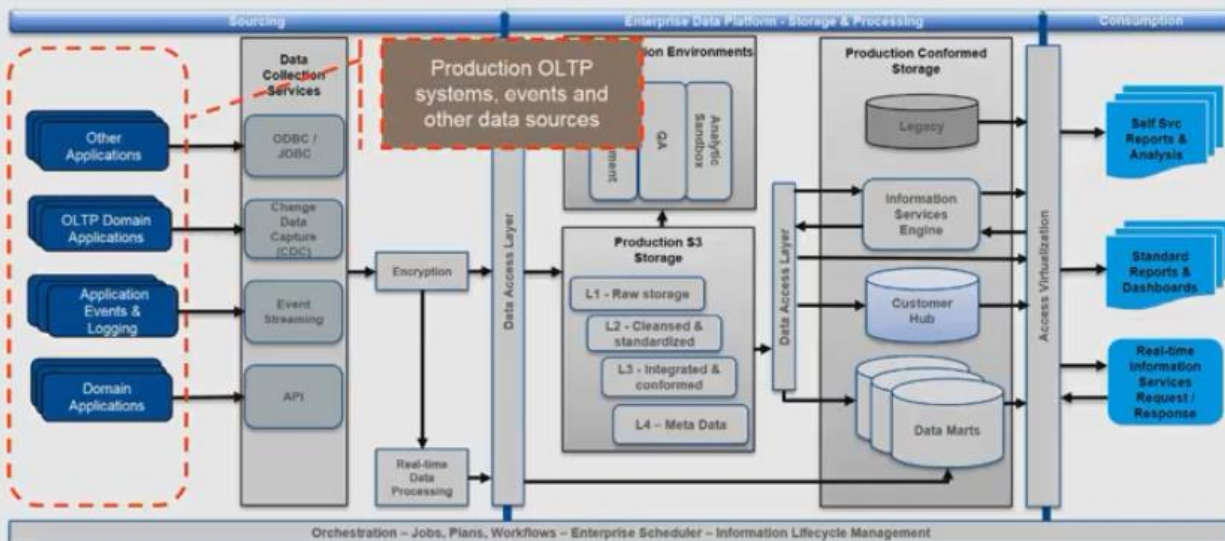 Sourcing
Enterprise Data Platform - Storage & Processing
Consumption
Other
Applications
OLTP Domain
Applications
Application
Events &
Logging
Domain
Applications
Data
Collection
Services
ODBC /
JDBC
Change
Data
Capture
(CDC)
Event
Streaming
API
Production OLTP
systems, events and
other data sources
Encryption
Real-time
Data
Processing
Data Access Layer
Environments
QA
Analytic
Sandbox
Production S3
Storage
L1 - Raw storage
L2 - Cleansed &
standardized
L3 - Integrated &
conformed
L4 – Meta Data
Data Access Layer
Production Conformed
Storage
Legacy
Information
Services
Engine
Customer
Hub
Data Marts
Access Virtualization
Self Svc
Reports &
Analysis
Standard
Reports &
Dashboards
Real-time
Information
Services
Request /
Response
Orchestration – Jobs, Plans, Workflows – Enterprise Scheduler – Information Lifecycle Management